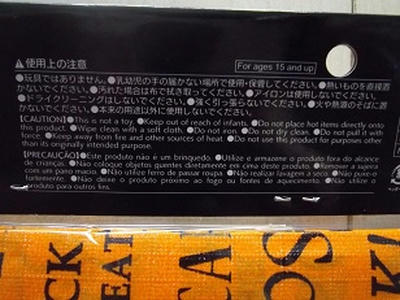 ⚠使用上の注意 For ages 15 and up
●玩具ではありません。●乳幼児の手の届かない場所で使用・保管してください。●熱いものを直接置
かないでください。●汚れた場合は布で拭き取ってください。●アイロンは使用しないでください。
●ドライクリーニングはしないでください。●強く引っ張らないでください。●火や熱源のそばに置
かないでください。●本来の用途以外に使用しないでください。
【CAUTION】●This is not a toy. ●Keep out of reach of infants. ●Do not place hot items directly onto
this product. ●Wipe clean with a soft cloth. ●Do not iron. ●Do not dry clean. ●Do not pull it with
force. ●Keep away from fire and other sources of heat. ●Do not use this product for purposes other
than its originally intended purpose.
【PRECAUÇÃO】●Este produto não é um brinquedo. ●Utilize e armazene o produto fora do alcance
de crianças. ●Não coloque objetos quentes diretamente em cima deste produto. ●Remover a sujeira
com um pano macio. ●Não utilize ferro de passar roupa. ●Não realizar lavagem a seco. ●Não puxe-o
fortemente. ●Não deixe o produto próximo ao fogo ou fontes de aquecimento. ●Não utilize o
produto para outros fins.